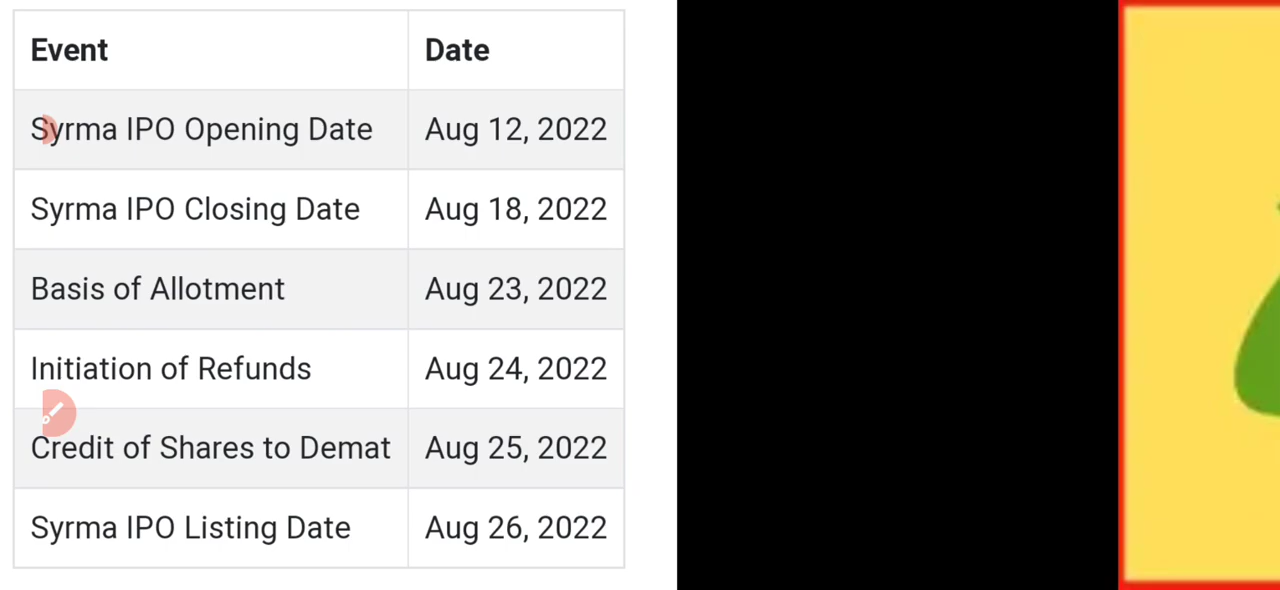 Event Date
Syrma IPO Opening Date Aug 12, 2022
Syrma IPO Closing Date Aug 18, 2022
Basis of Allotment Aug 23, 2022
Initiation of Refunds Aug 24, 2022
Credit of Shares to Demat Aug 25, 2022
Syrma IPO Listing Date Aug 26, 2022